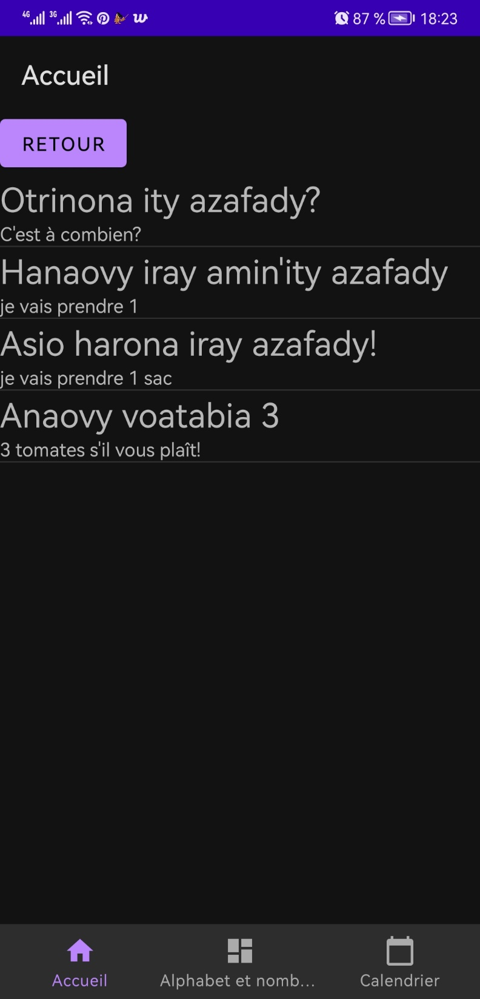 4G 3G 87 % 18:23
Accueil
RETOUR
Otrinona ity azafady?
C'est à combien?
Hanaovy iray amin'ity azafady
je vais prendre 1
Asio harona iray azafady!
je vais prendre 1 sac
Anaovy voatabia 3
3 tomates s'il vous plaît!
Accueil Alphabet et nomb... Calendrier